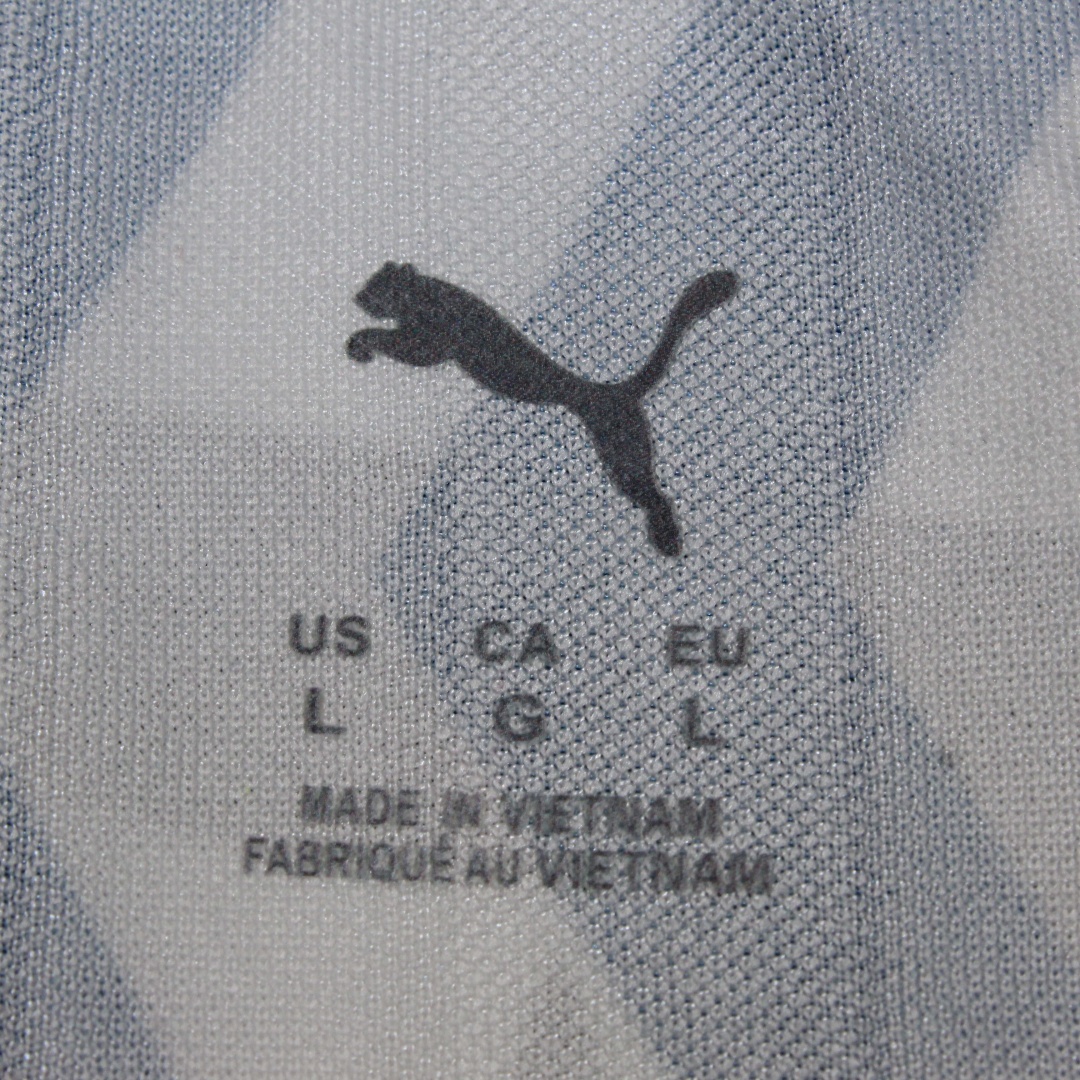 US CA EU
L G L
MADE IN VIETNAM
FABRIQUÉ AU VIETNAM